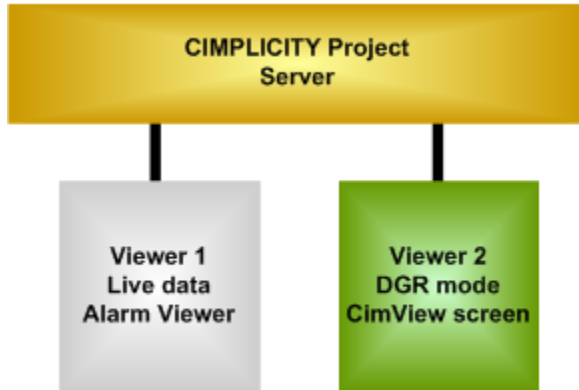 CIMPLICITY Project
Server
Viewer 1
Live data
Alarm Viewer
Viewer 2
DGR mode
CimView screen